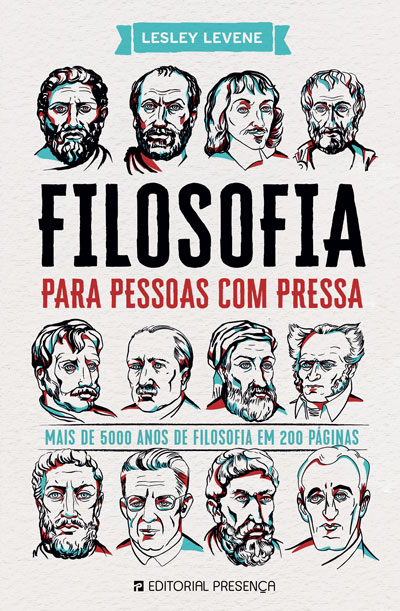 LESLEY LEVENE
FILOSOFIA
PARA PESSOAS COM PRESSA
MAIS DE 5000 ANOS DE FILOSOFIA EM 200 PÁGINAS
EDITORIAL PRESENÇA